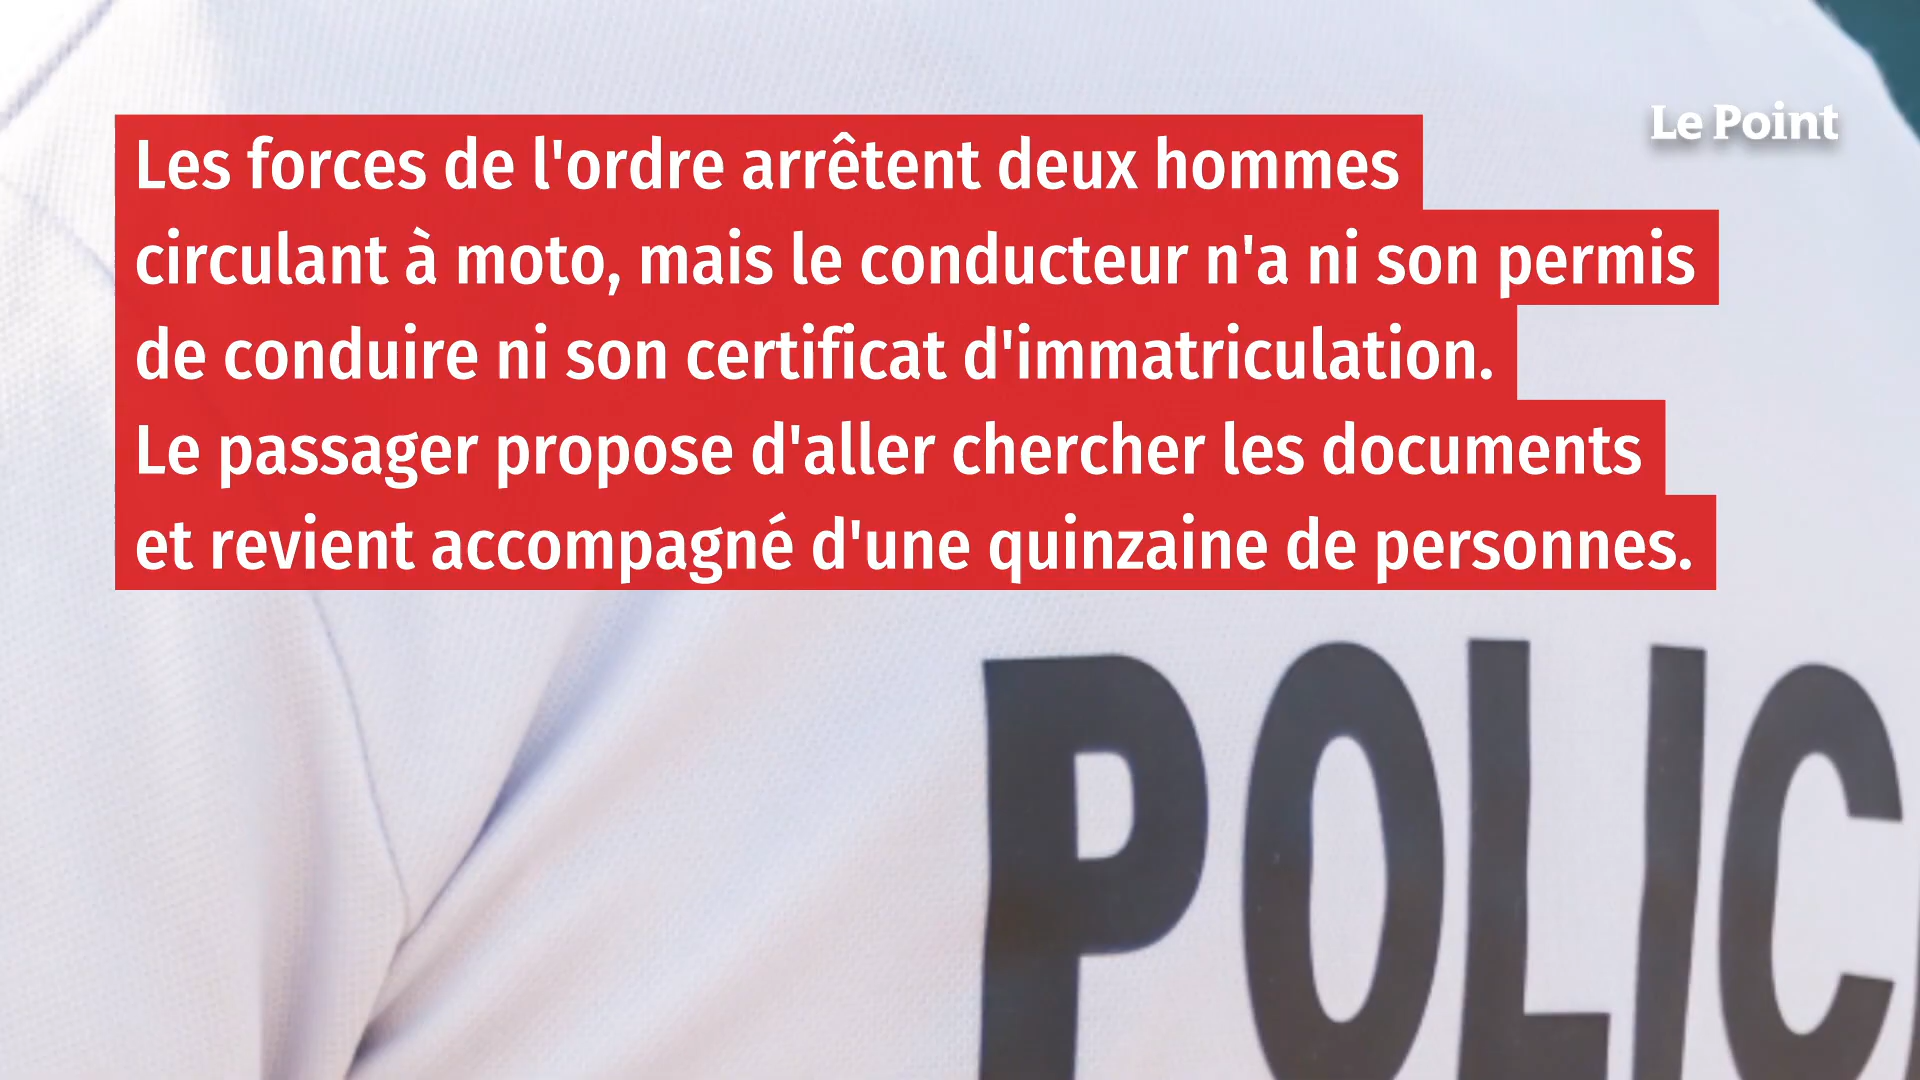 Le Point
Les forces de l'ordre arrêtent deux hommes
circulant à moto, mais le conducteur n'a ni son permis
de conduire ni son certificat d'immatriculation.
Le passager propose d'aller chercher les documents
et revient accompagné d'une quinzaine de personnes.
POLIC